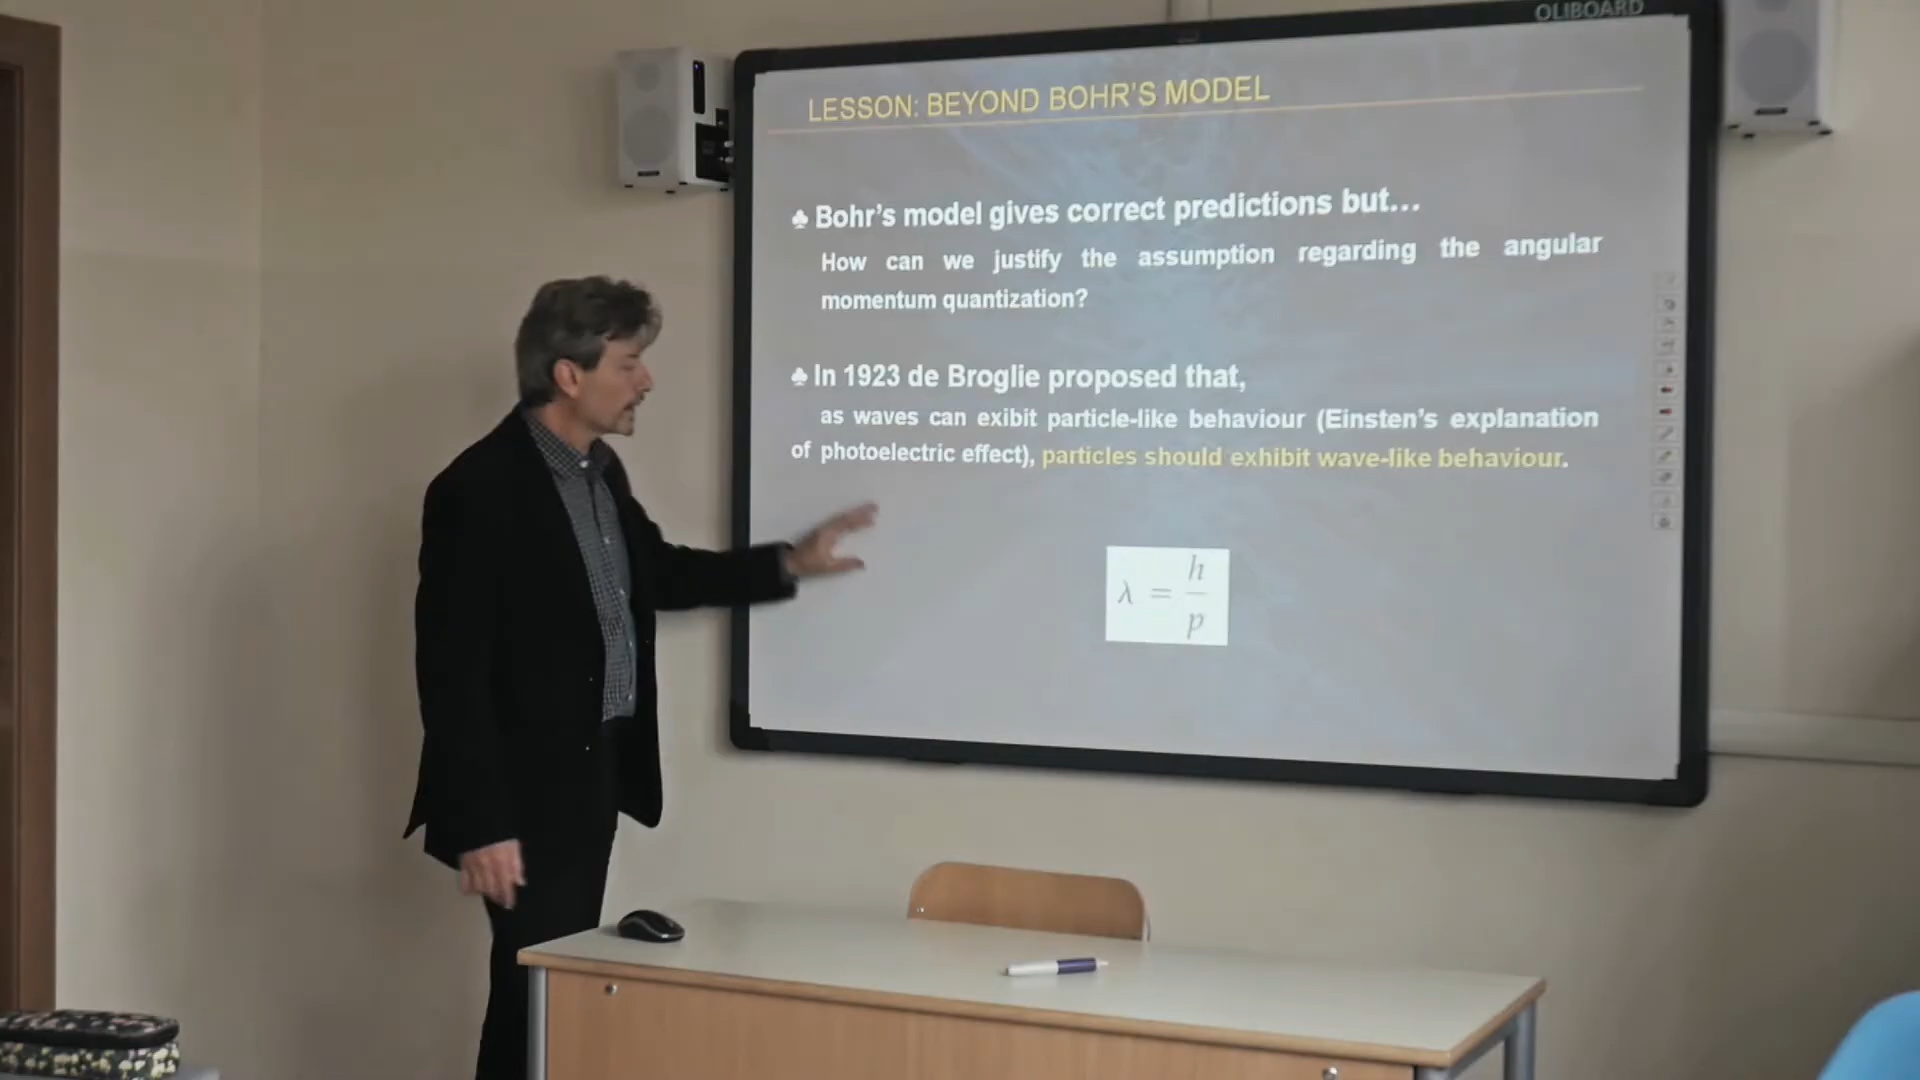 OLIBOARD
LESSON: BEYOND BOHR'S MODEL
♣ Bohr's model gives correct predictions but...
How can we justify the assumption regarding the angular
momentum quantization?
♣ In 1923 de Broglie proposed that,
as waves can exibit particle-like behaviour (Einsten's explanation
of photoelectric effect), particles should exhibit wave-like behaviour.
λ = h/p